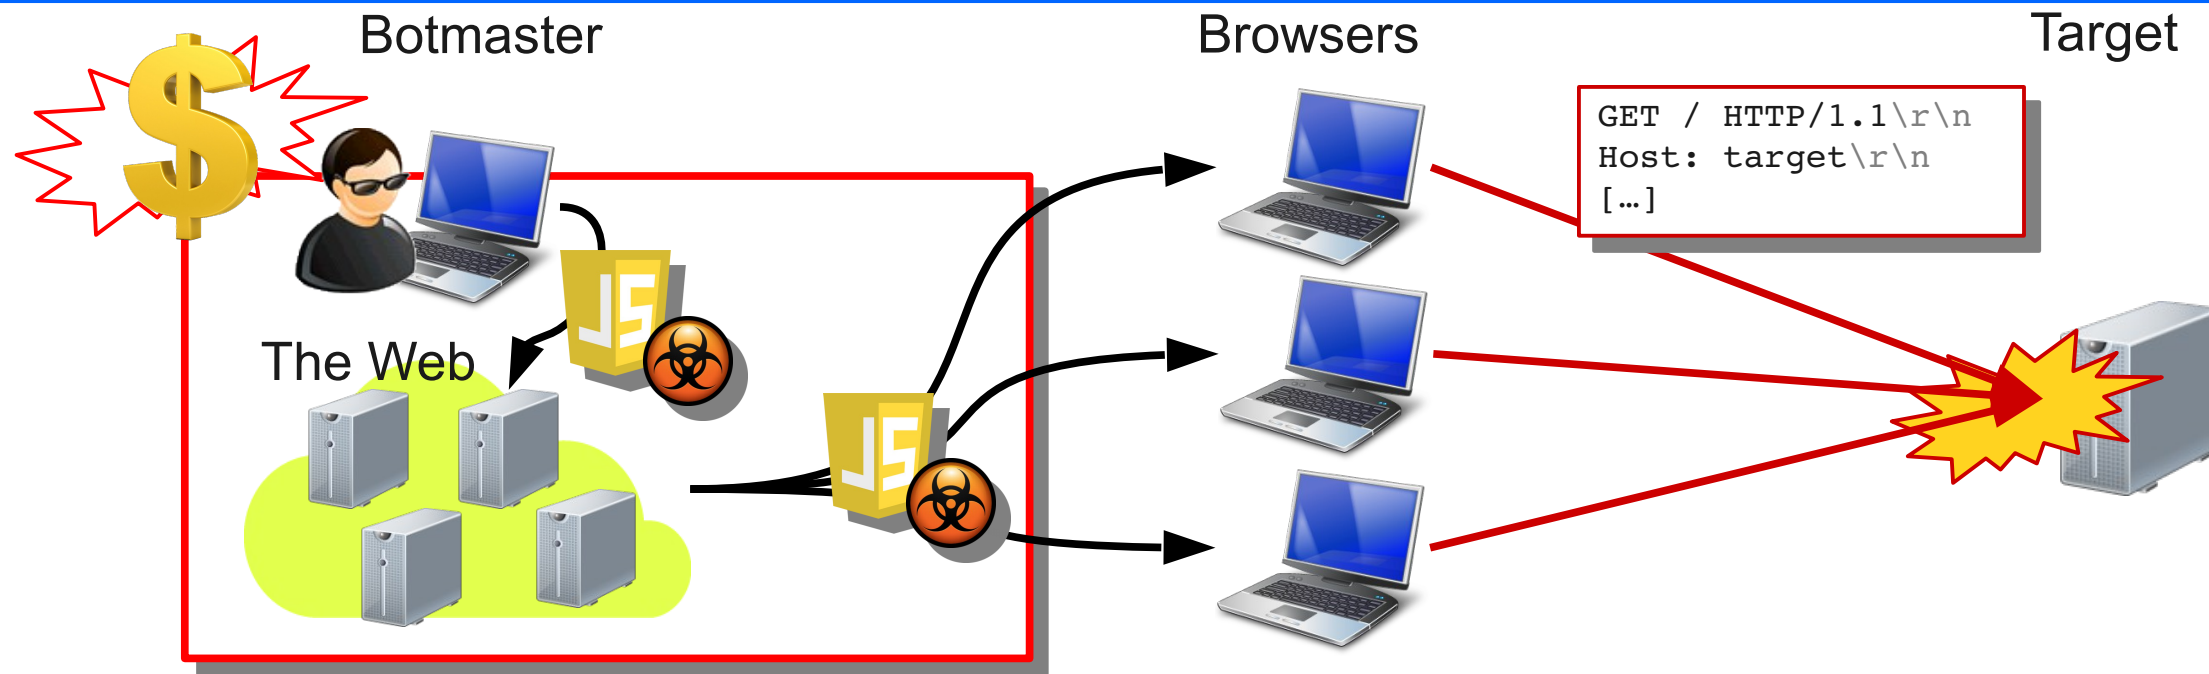 Botmaster
Browsers
Target
$
GET / HTTP/1.1\r\n
Host: target\r\n
[…]
JS
The Web
JS